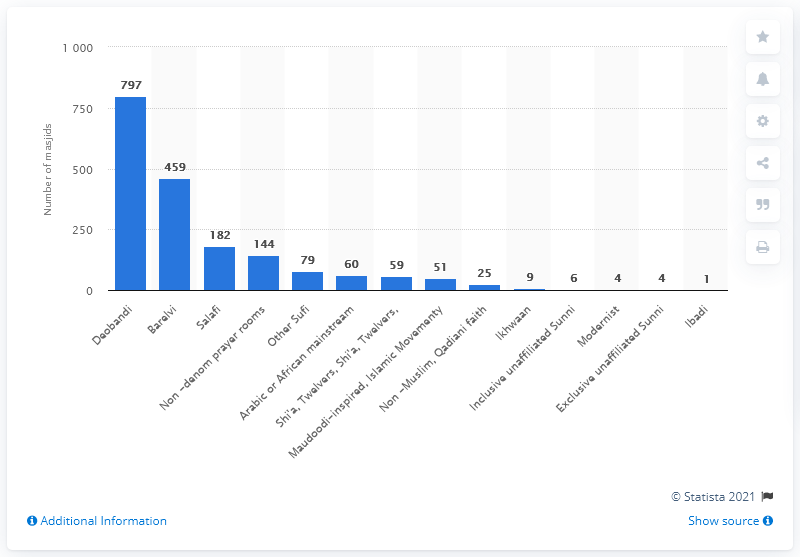 1 000
750
500
250
0
Number of masjids
797
459
182
144
79
60
59
51
25
9
6
4
4
1
Deobandi
Barelvi
Salafi
Non -denom prayer rooms
Other Sufi
Arabic or African mainstream
Shi'a, Twelvers, Shi'a, Twelvers,
Maudoodi-inspired, Islamic Movementy
Non -Muslim, Qadiani faith
Ikhwaan
Inclusive unaffiliated Sunni
Modernist
Exclusive unaffiliated Sunni
Ibadi
© Statista 2021
Additional Information
Show source